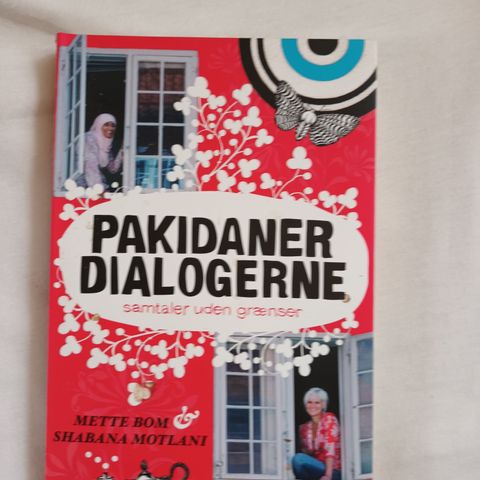 PAKIDANER
DIALOGERNE
samtaler uden grænser
METTE BOM &
SHABANA MOTLANI